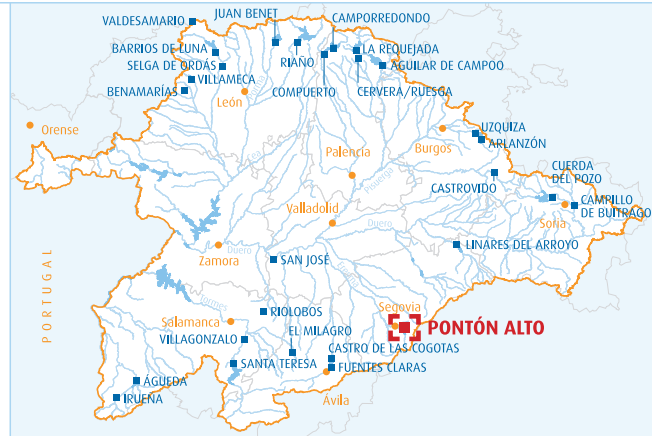 JUAN BENET
CAMPORREDONDO
VALDESAMARIO
BARRIOS DE LUNA
LA REQUEJADA
SELGA DE ORDÁS
RIAÑO
AGUILAR DE CAMPOO
VILLAMECA
BENAMARÍAS
COMPUERTO
CERVERA/RUESGA
León
Orense
UZQUIZA
Burgos
ARLANZÓN
Palencia
CUERDA
DEL POZO
Pisuerga
CASTROVIDO
CAMPILLO
DE BUITRAGO
Valladolid
Duero
Soria
Zamora
Duero
LINARES DEL ARROYO
SAN JOSÉ
PORTUGAL
Tormes
RIOLOBOS
Segovia
Salamanca
PONTÓN ALTO
EL MILAGRO
VILLAGONZALO
CASTRO DE LAS COGOTAS
SANTA TERESA
FUENTES CLARAS
ÁGUEDA
Ávila
IRUEÑA